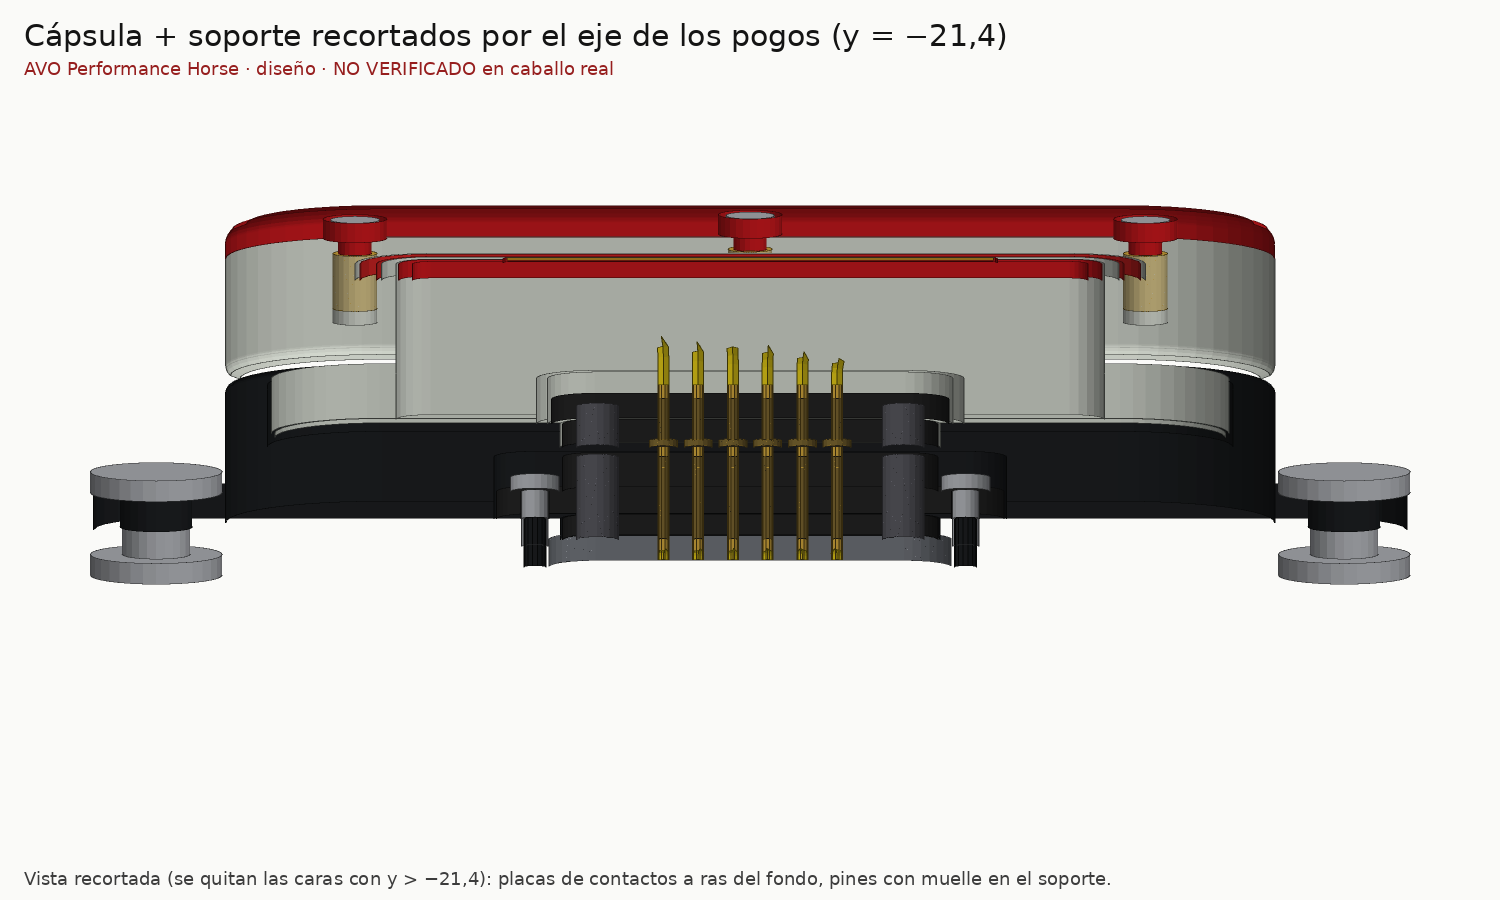 Cápsula + soporte recortados por el eje de los pogos (y = −21,4)
AVO Performance Horse · diseño · NO VERIFICADO en caballo real
Vista recortada (se quitan las caras con y > −21,4): placas de contactos a ras del fondo, pines con muelle en el soporte.